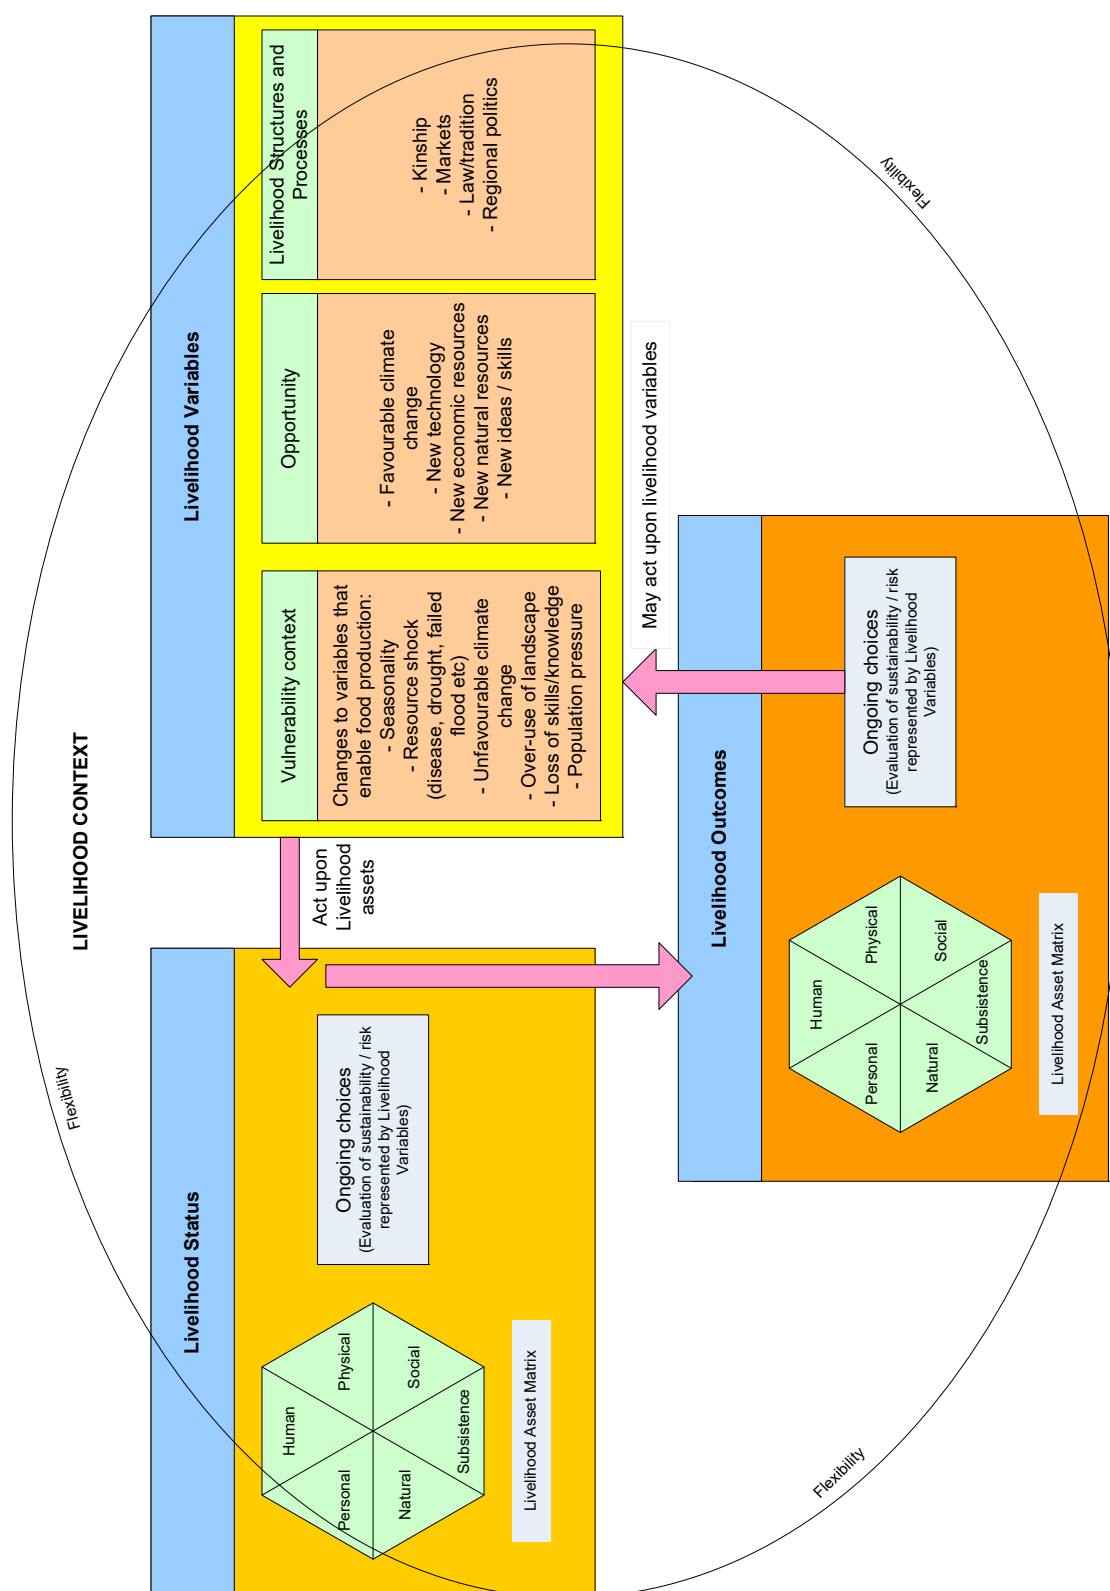 LIVELIHOOD CONTEXT
Flexibility
Livelihood Status
Human
Physical
Personal
Natural
Social
Subsistence
Livelihood Asset Matrix
Ongoing choices
(Evaluation of sustainability / risk
represented by Livelihood
Variables)
Act upon
Livelihood
assets
Livelihood Variables
Vulnerability context
Changes to variables that
enable food production:
- Seasonality
- Resource shock
(disease, drought, failed
flood etc)
- Unfavourable climate
change
- Over-use of landscape
- Loss of skills/knowledge
- Population pressure
Opportunity
- Favourable climate
change
- New technology
- New economic resources
- New natural resources
- New ideas / skills
Livelihood Structures and
Processes
- Kinship
- Markets
- Law/tradition
- Regional politics
May act upon livelihood variables
Livelihood Outcomes
Human
Physical
Personal
Natural
Social
Subsistence
Livelihood Asset Matrix
Ongoing choices
(Evaluation of sustainability / risk
represented by Livelihood
Variables)
Flexibility
Flexibility